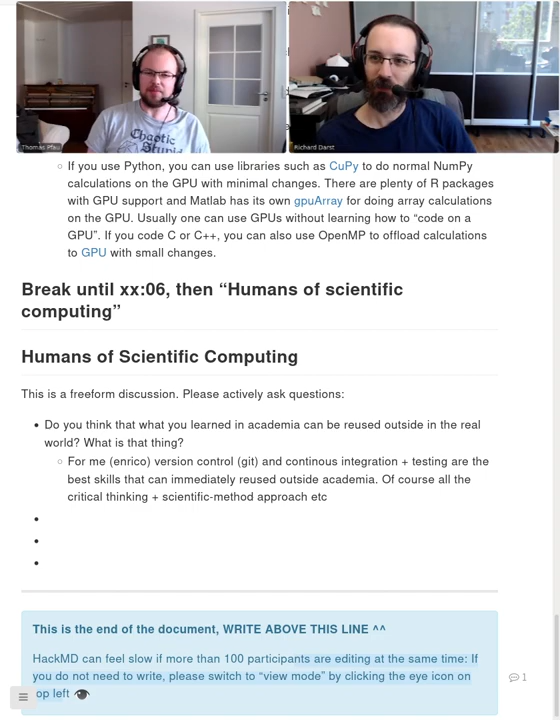 Chaotic
Stupid
Thomas Pfau
Richard Darst
If you use Python, you can use libraries such as CuPy to do normal NumPy
calculations on the GPU with minimal changes. There are plenty of R packages
with GPU support and Matlab has its own gpuArray for doing array calculations
on the GPU. Usually one can use GPUs without learning how to “code on a
GPU”. If you code C or C++, you can also use OpenMP to offload calculations
to GPU with small changes.
Break until xx:06, then “Humans of scientific
computing”
Humans of Scientific Computing
This is a freeform discussion. Please actively ask questions:
Do you think that what you learned in academia can be reused outside in the real
world? What is that thing?
For me (enrico) version control (git) and continous integration + testing are the
best skills that can immediately reused outside academia. Of course all the
critical thinking + scientific-method approach etc
This is the end of the document, WRITE ABOVE THIS LINE ^^
HackMD can feel slow if more than 100 participants are editing at the same time: If
you do not need to write, please switch to “view mode” by clicking the eye icon on
top left
1